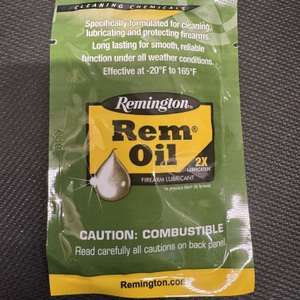 CLEANING CHEMICALS
Specifically formulated for cleaning,
lubricating and protecting firearms.
Long lasting for smooth, reliable
function under all weather conditions.
Effective at -20°F to 165°F
Remington®
Rem®
Oil
2X
LUBRICATION*
FIREARM LUBRICANT
CAUTION: COMBUSTIBLE
Read carefully all cautions on back panel.
Remington.com